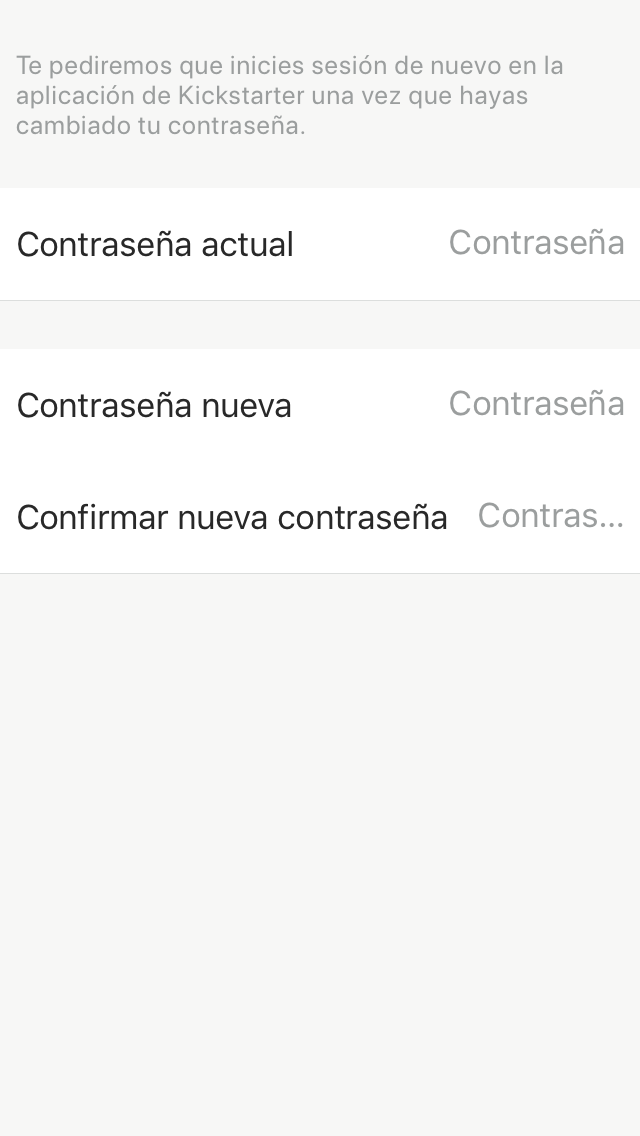 Te pediremos que inicies sesión de nuevo en la
aplicación de Kickstarter una vez que hayas
cambiado tu contraseña.
Contraseña actual Contraseña
Contraseña nueva Contraseña
Confirmar nueva contraseña Contras...